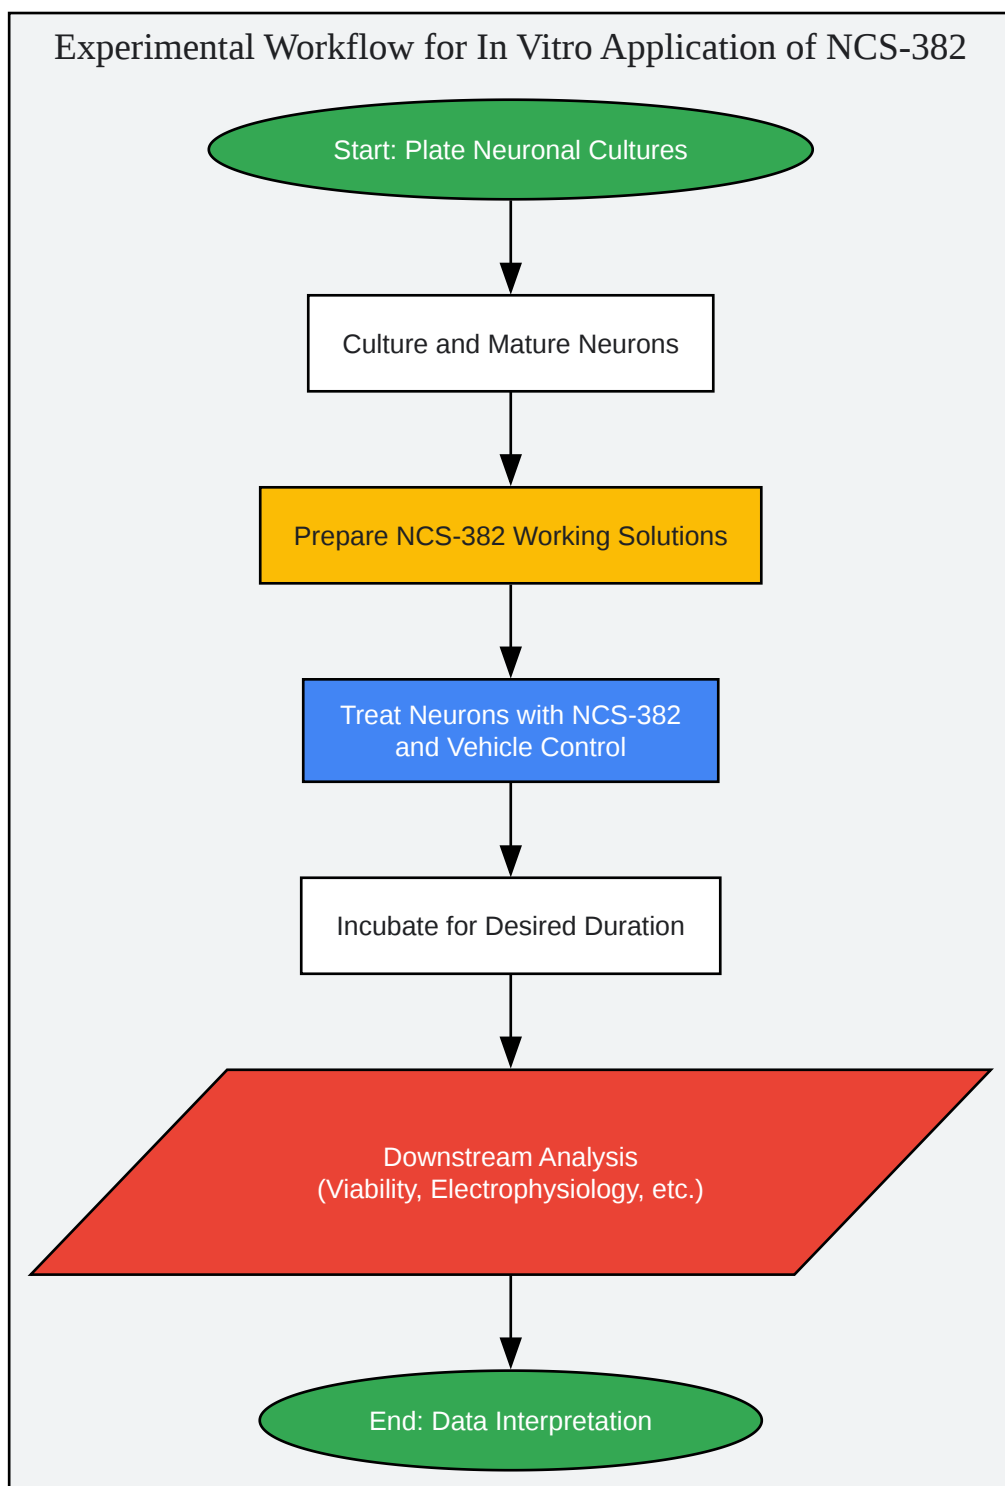 Experimental Workflow for In Vitro Application of NCS-382
Start: Plate Neuronal Cultures
Culture and Mature Neurons
Prepare NCS-382 Working Solutions
Treat Neurons with NCS-382
and Vehicle Control
Incubate for Desired Duration
Downstream Analysis
(Viability, Electrophysiology, etc.)
End: Data Interpretation